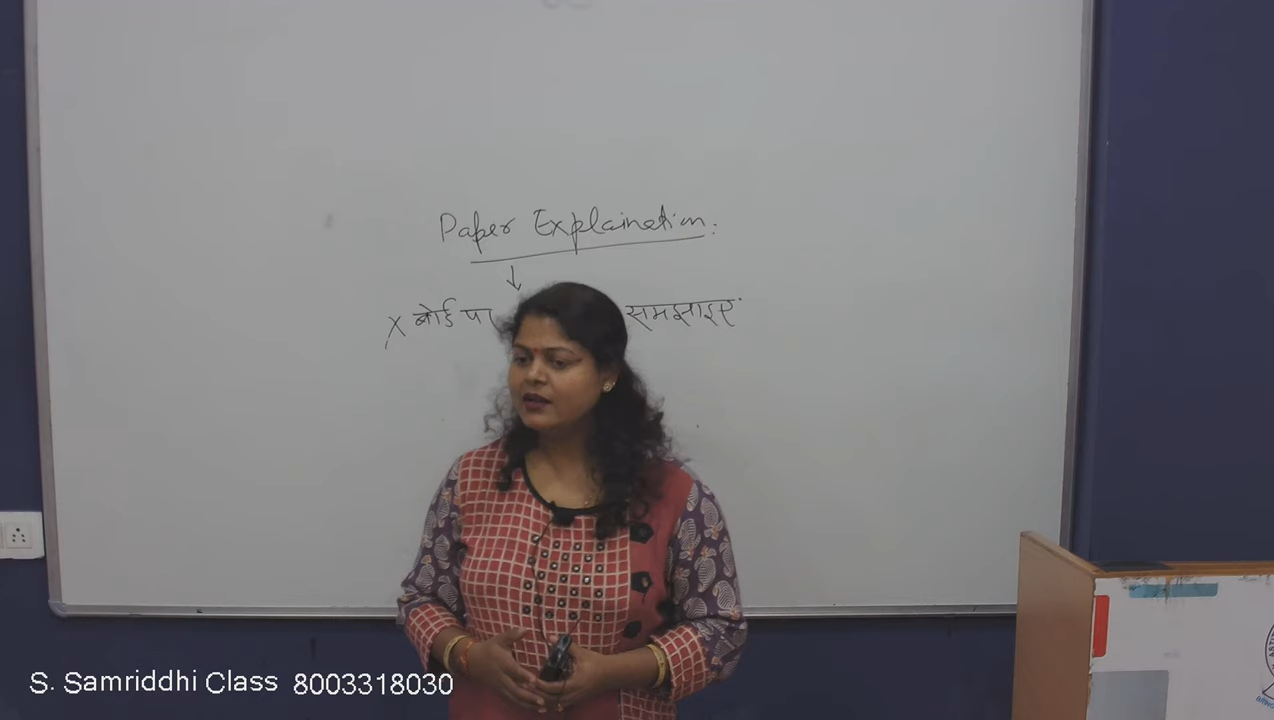 Paper Explaination:
X बोर्ड पा समझाइए
S. Samriddhi Class 8003318030